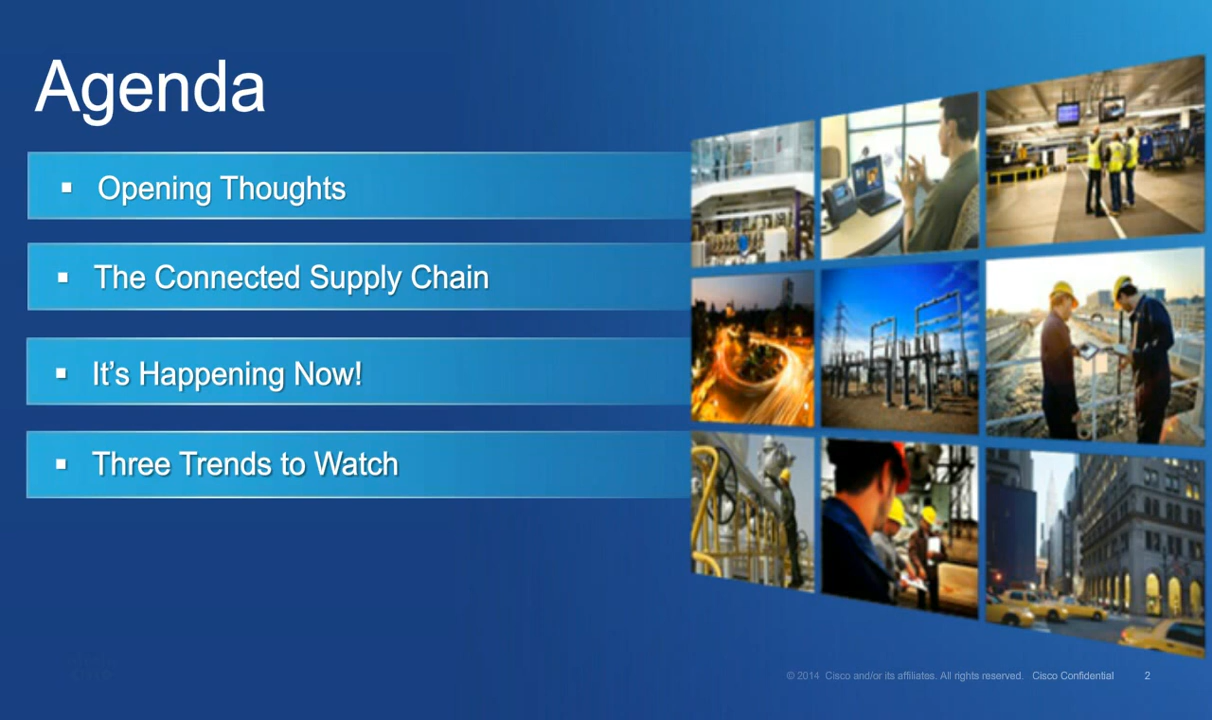 Agenda
▪ Opening Thoughts
▪ The Connected Supply Chain
▪ It’s Happening Now!
▪ Three Trends to Watch
© 2014 Cisco and/or its affiliates. All rights reserved. Cisco Confidential 2